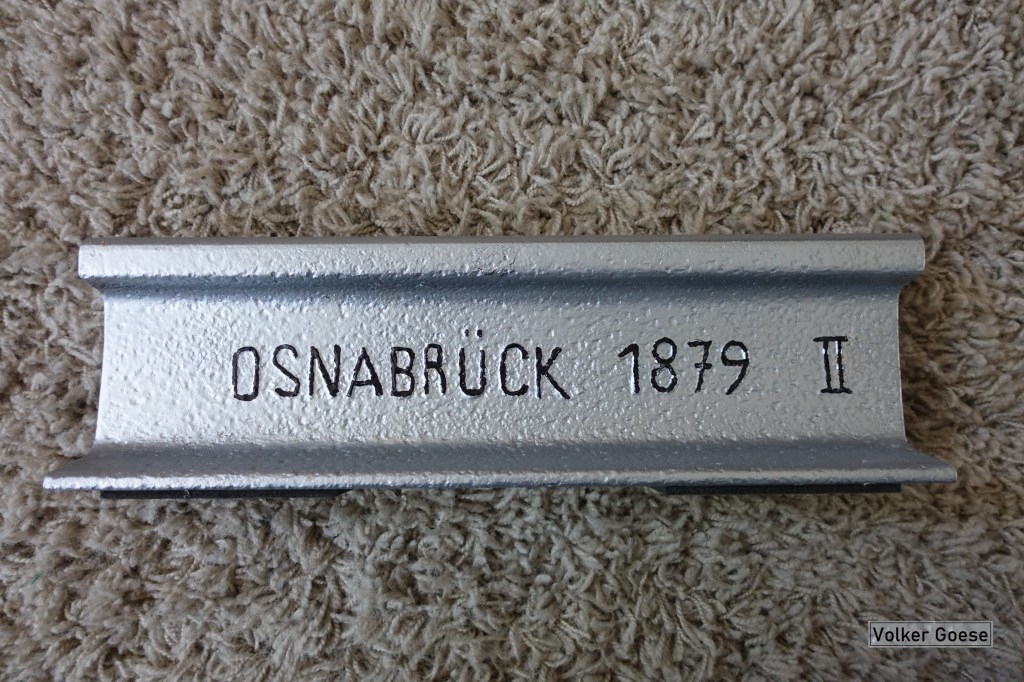 OSNABRÜCK 1879 II
Volker Goese